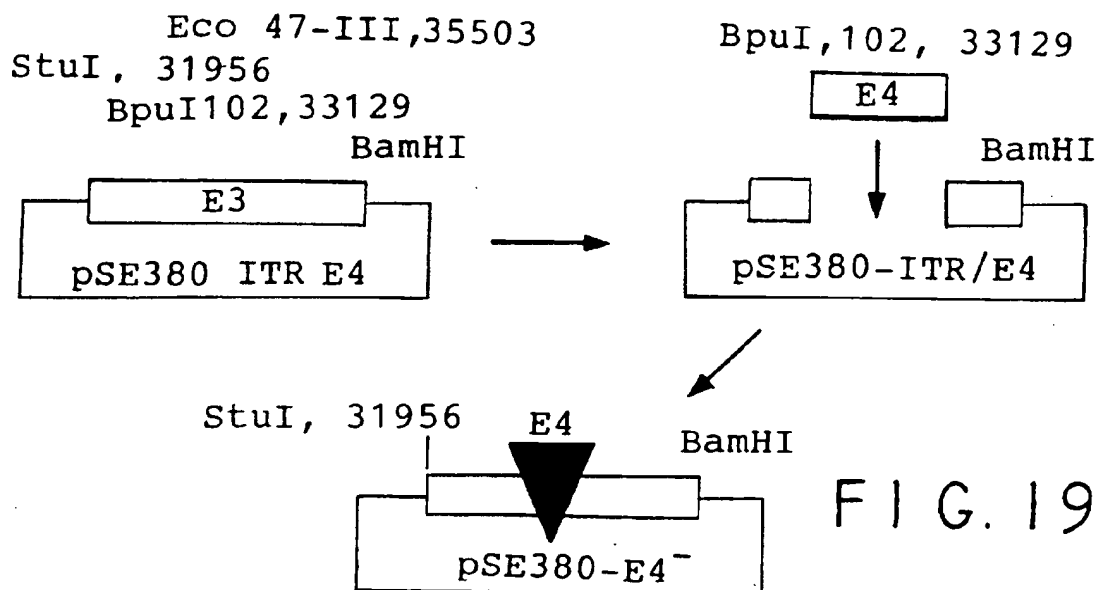 Eco 47-III,35503
StuI, 31956
BpuI102,33129
BamHI
E3
pSE380 ITR E4
BpuI,102, 33129
E4
BamHI
pSE380-ITR/E4
StuI, 31956
E4
BamHI
pSE380-E4⁻
FIG. 19